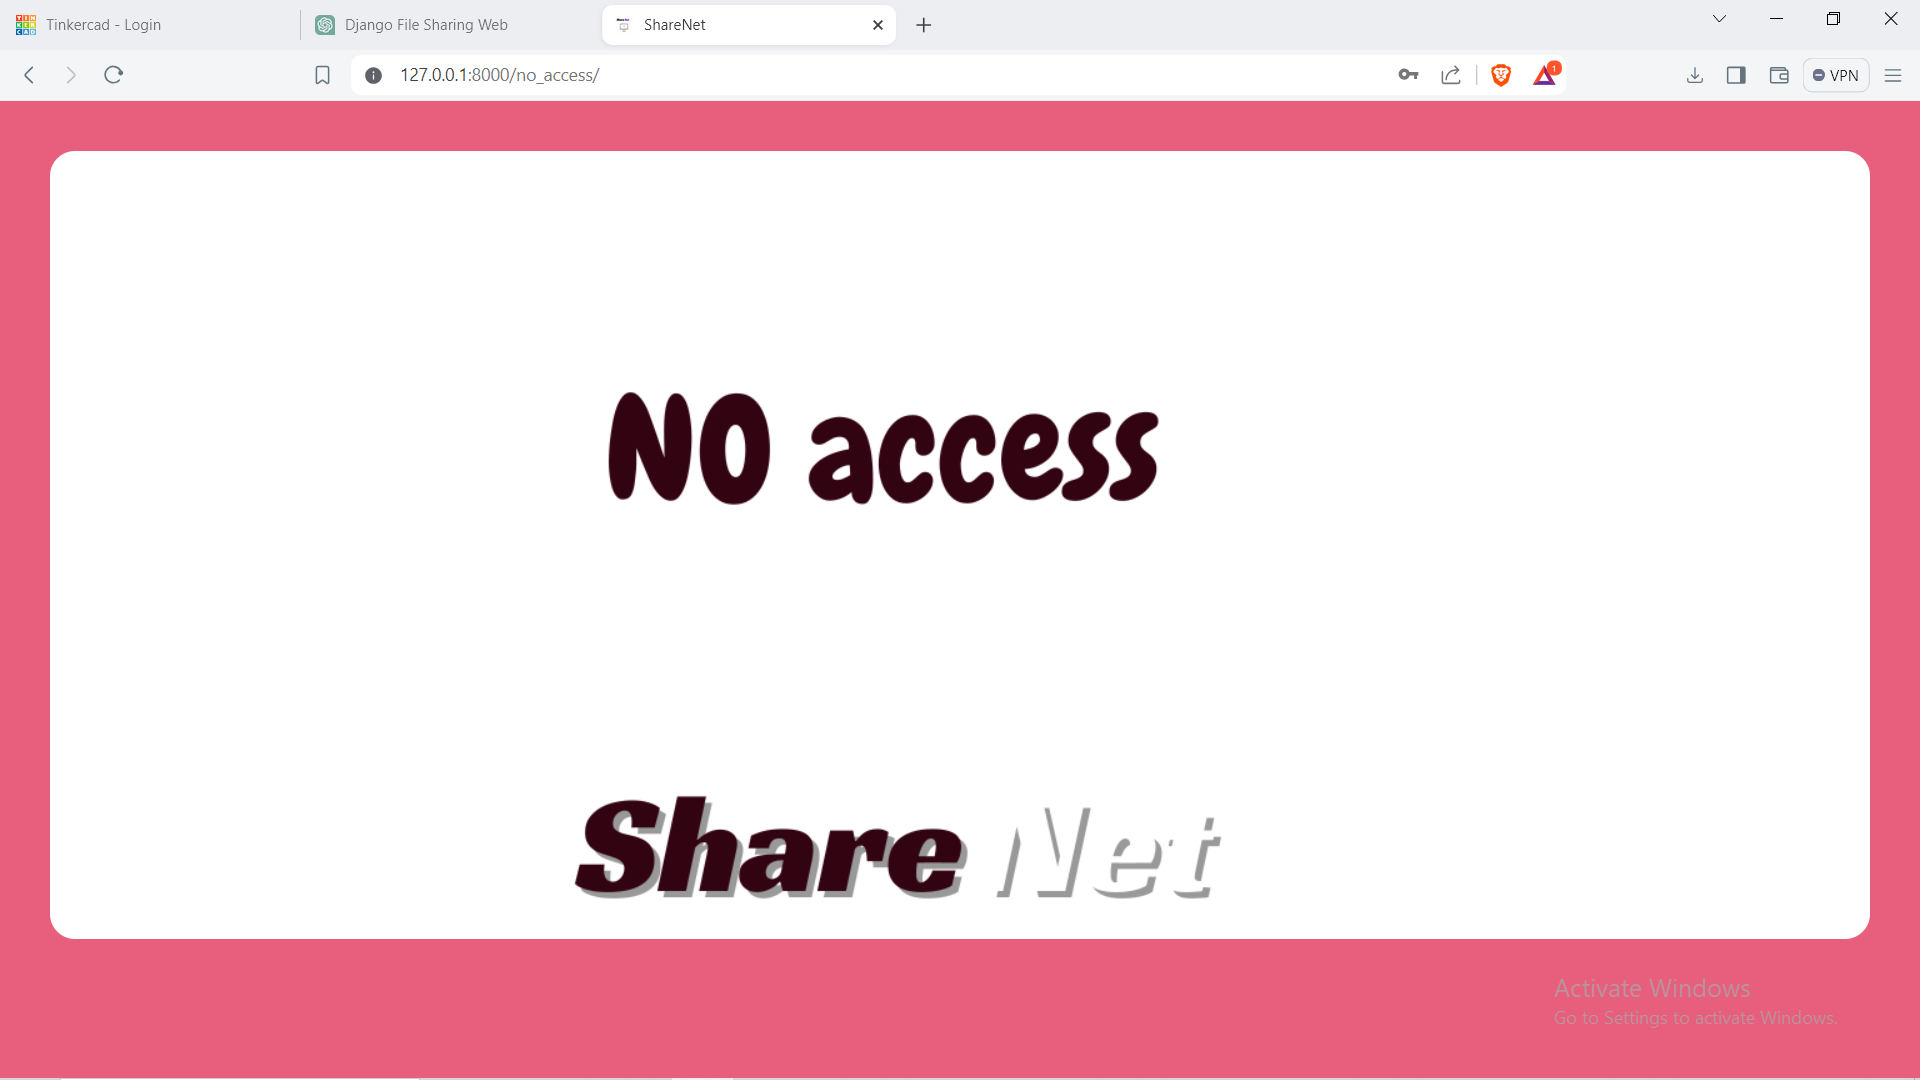 Tinkercad - Login
Django File Sharing Web
ShareNet
127.0.0.1:8000/no_access/
1
VPN
NO access
Share Net
Activate Windows
Go to Settings to activate Windows.